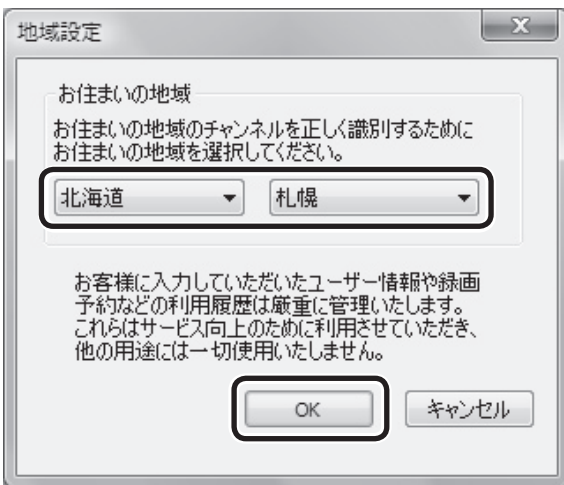 地域設定
お住まいの地域
お住まいの地域のチャンネルを正しく識別するために
お住まいの地域を選択してください。
北海道 札幌
お客様に入力していただいたユーザー情報や録画
予約などの利用履歴は厳重に管理いたします。
これらはサービス向上のために利用させていただき、
他の用途には一切使用いたしません。
OK キャンセル